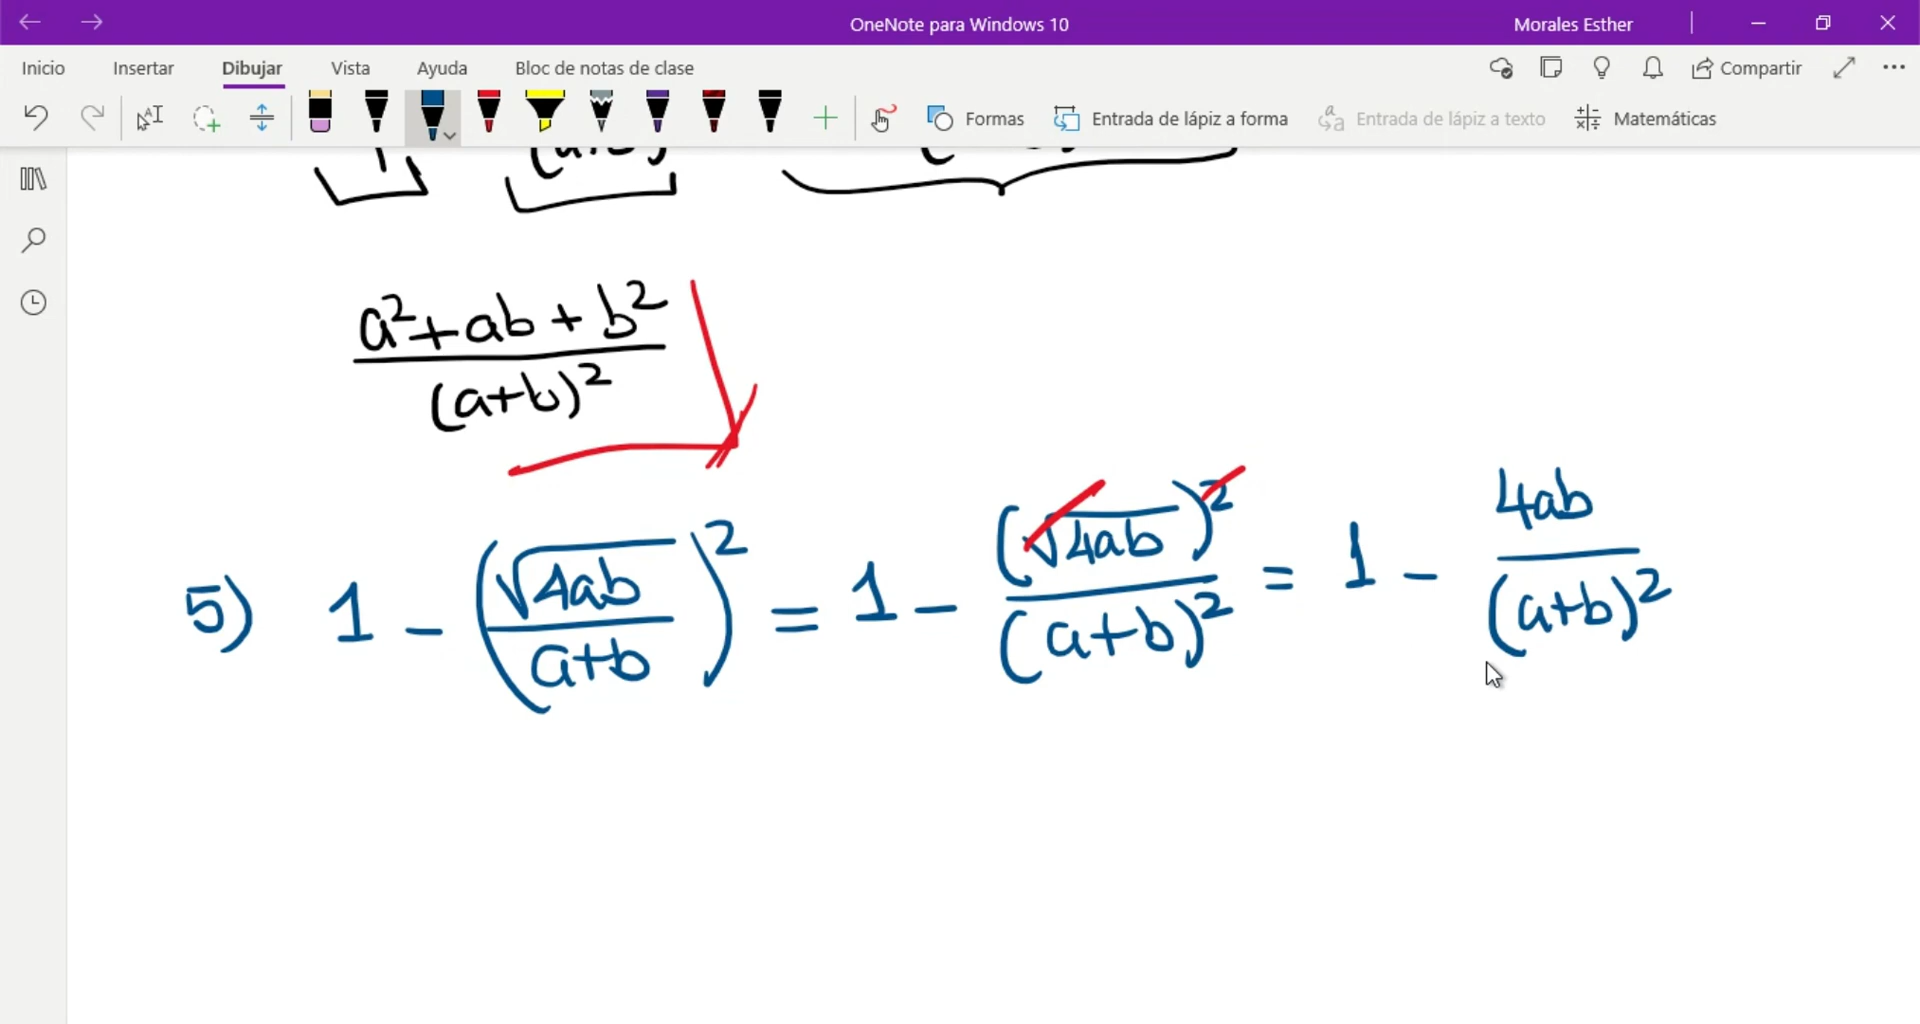 OneNote para Windows 10
Morales Esther
Inicio Insertar Dibujar Vista Ayuda Bloc de notas de clase
Compartir
Formas Entrada de lápiz a forma Entrada de lápiz a texto Matemáticas
a²+ab+b²
(a+b)²
5) 1 - (√4ab / a+b)² = 1 - (√4ab)² / (a+b)² = 1 - 4ab / (a+b)²